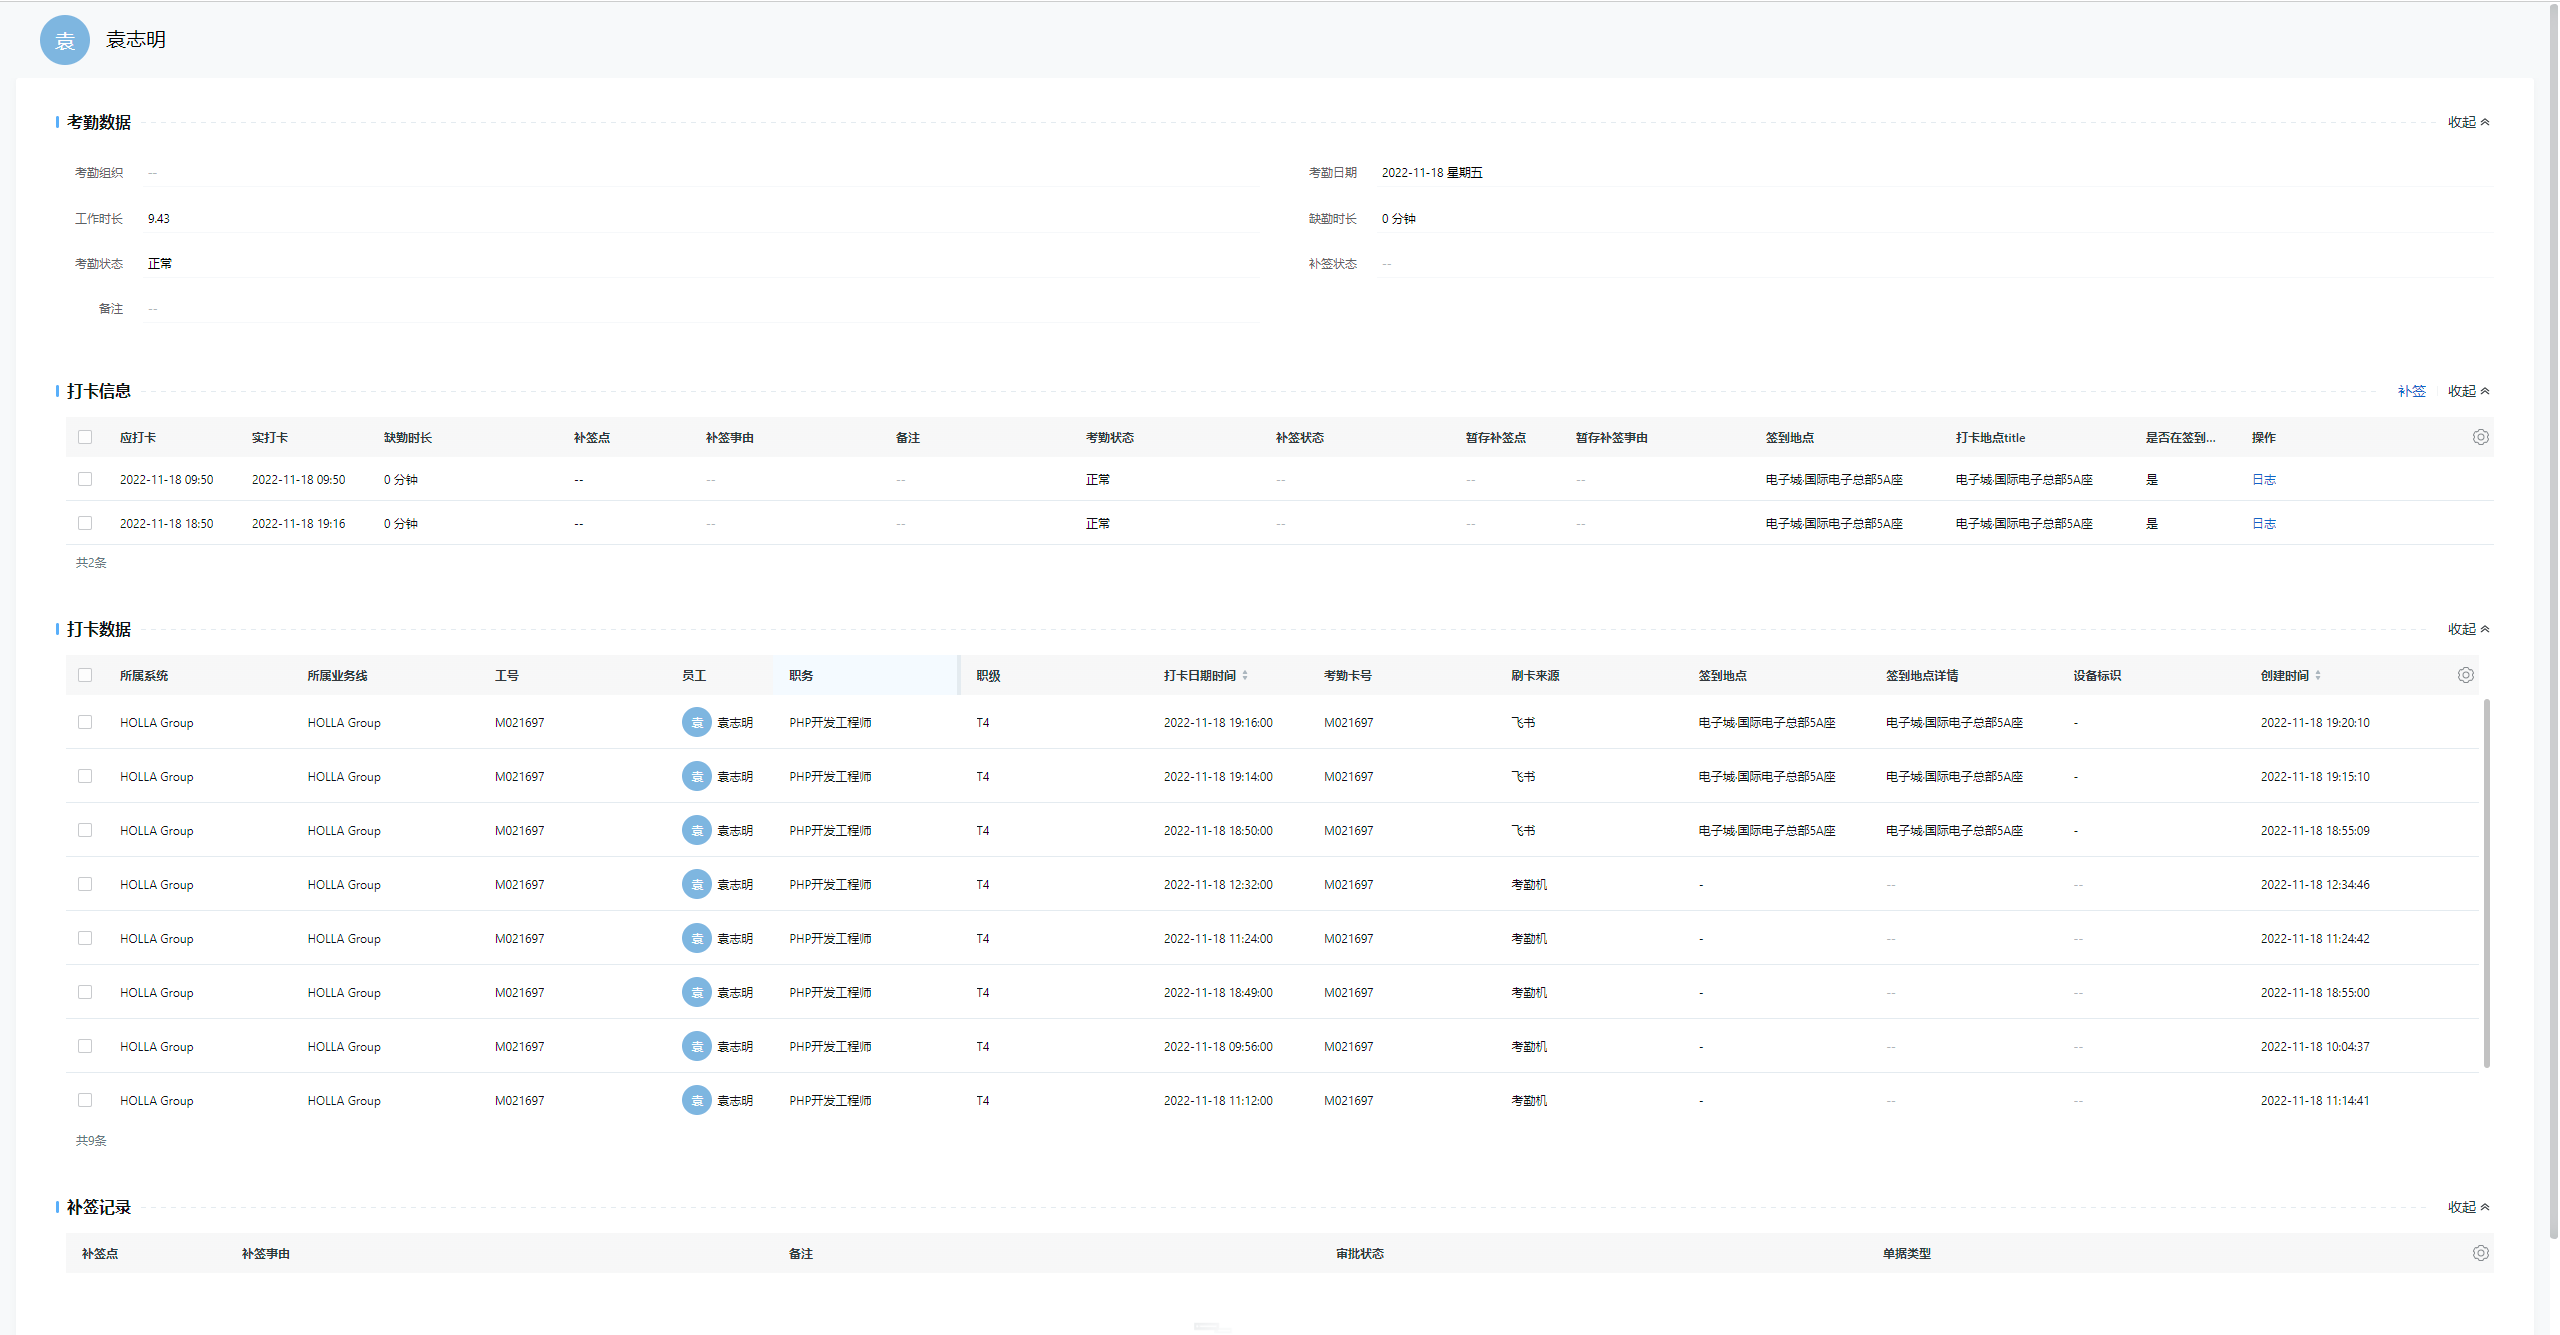 袁 袁志明
考勤数据 收起
考勤组织 -- 考勤日期 2022-11-18 星期五
工作时长 9.43 缺勤时长 0 分钟
考勤状态 正常 补签状态 --
备注 --
打卡信息 补签 收起
应打卡 实打卡 缺勤时长 补签点 补签事由 备注 考勤状态 补签状态 暂存补签点 暂存补签事由 签到地点 打卡地点title 是否在签到... 操作
2022-11-18 09:50 2022-11-18 09:50 0 分钟 -- -- -- 正常 -- -- -- 电子城·国际电子总部5A座 电子城·国际电子总部5A座 是 日志
2022-11-18 18:50 2022-11-18 19:16 0 分钟 -- -- -- 正常 -- -- -- 电子城·国际电子总部5A座 电子城·国际电子总部5A座 是 日志
共2条
打卡数据 收起
所属系统 所属业务线 工号 员工 职务 职级 打卡日期时间 考勤卡号 刷卡来源 签到地点 签到地点详情 设备标识 创建时间
HOLLA Group HOLLA Group M021697 袁 袁志明 PHP开发工程师 T4 2022-11-18 19:16:00 M021697 飞书 电子城·国际电子总部5A座 电子城·国际电子总部5A座 - 2022-11-18 19:20:10
HOLLA Group HOLLA Group M021697 袁 袁志明 PHP开发工程师 T4 2022-11-18 19:14:00 M021697 飞书 电子城·国际电子总部5A座 电子城·国际电子总部5A座 - 2022-11-18 19:15:10
HOLLA Group HOLLA Group M021697 袁 袁志明 PHP开发工程师 T4 2022-11-18 18:50:00 M021697 飞书 电子城·国际电子总部5A座 电子城·国际电子总部5A座 - 2022-11-18 18:55:09
HOLLA Group HOLLA Group M021697 袁 袁志明 PHP开发工程师 T4 2022-11-18 12:32:00 M021697 考勤机 - -- -- 2022-11-18 12:34:46
HOLLA Group HOLLA Group M021697 袁 袁志明 PHP开发工程师 T4 2022-11-18 11:24:00 M021697 考勤机 - -- -- 2022-11-18 11:24:42
HOLLA Group HOLLA Group M021697 袁 袁志明 PHP开发工程师 T4 2022-11-18 18:49:00 M021697 考勤机 - -- -- 2022-11-18 18:55:00
HOLLA Group HOLLA Group M021697 袁 袁志明 PHP开发工程师 T4 2022-11-18 09:56:00 M021697 考勤机 - -- -- 2022-11-18 10:04:37
HOLLA Group HOLLA Group M021697 袁 袁志明 PHP开发工程师 T4 2022-11-18 11:12:00 M021697 考勤机 - -- -- 2022-11-18 11:14:41
共9条
补签记录 收起
补签点 补签事由 备注 审批状态 单据类型